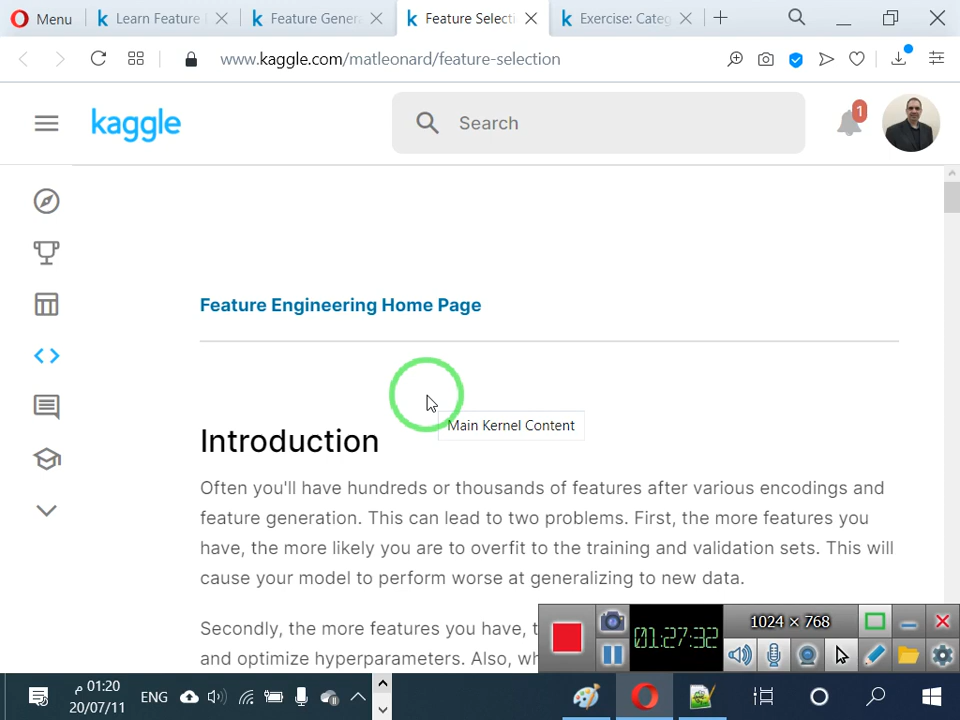 Menu
Learn Feature
Feature Gener
Feature Selecti
Exercise: Categ
www.kaggle.com/matleonard/feature-selection
kaggle
Search
1
Feature Engineering Home Page
Main Kernel Content
Introduction
Often you'll have hundreds or thousands of features after various encodings and
feature generation. This can lead to two problems. First, the more features you
have, the more likely you are to overfit to the training and validation sets. This will
cause your model to perform worse at generalizing to new data.
Secondly, the more features you have, t
and optimize hyperparameters. Also, wh
01:27:32
1024 × 768
01:20 م
ENG
20/07/11